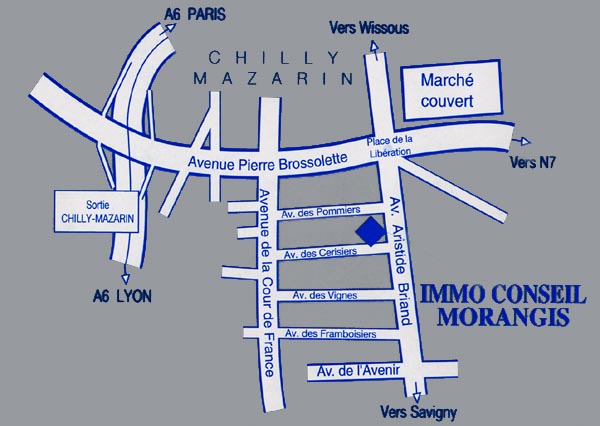 A6 PARIS
Vers Wissous
CHILLY
MAZARIN
Marché
couvert
Place de la
Libération
Avenue Pierre Brossolette
Vers N7
Sortie
CHILLY-MAZARIN
Avenue de la Cour de France
Av. des Pommiers
Av. Aristide Briand
Av. des Cerisiers
A6 LYON
Av. des Vignes
IMMO CONSEIL
MORANGIS
Av. des Framboisiers
Av. de l'Avenir
Vers Savigny